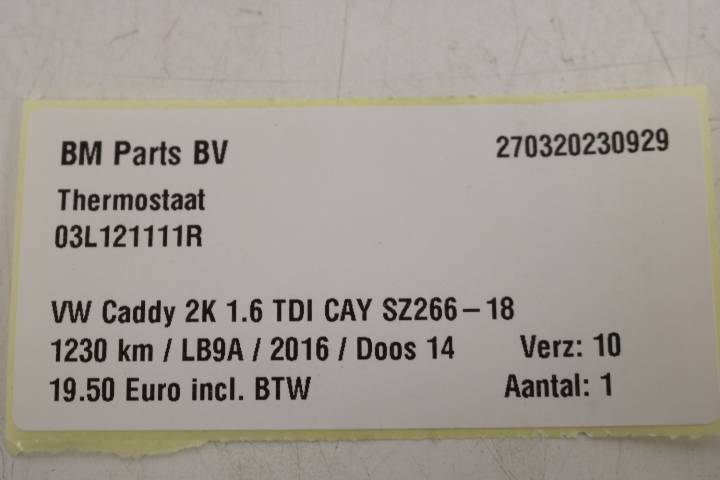 BM Parts BV 270320230929
Thermostaat
03L121111R
VW Caddy 2K 1.6 TDI CAY SZ266-18
1230 km / LB9A / 2016 / Doos 14 Verz: 10
19.50 Euro incl. BTW Aantal: 1